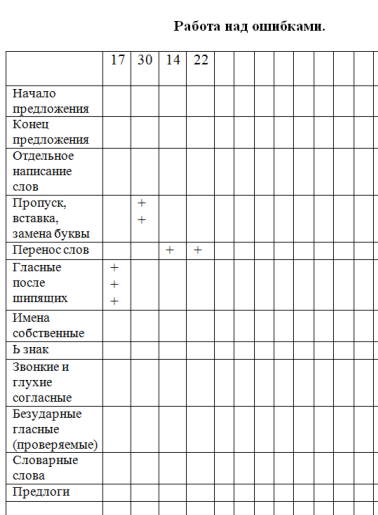 Работа над ошибками.
17 30 14 22
Начало
предложения
Конец
предложения
Отдельное
написание
слов
Пропуск, +
вставка, +
замена буквы
Перенос слов + +
Гласные +
после +
шипящих +
Имена
собственные
Ь знак
Звонкие и
глухие
согласные
Безударные
гласные
(проверяемые)
Словарные
слова
Предлоги